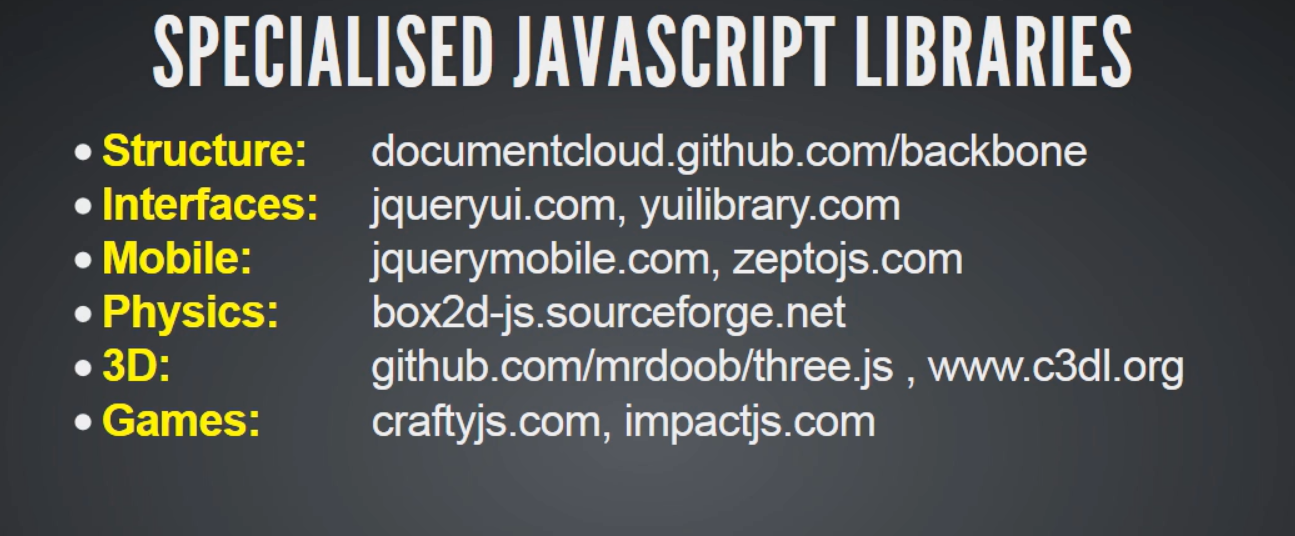 SPECIALISED JAVASCRIPT LIBRARIES
• Structure: documentcloud.github.com/backbone
• Interfaces: jqueryui.com, yuilibrary.com
• Mobile: jquerymobile.com, zeptojs.com
• Physics: box2d-js.sourceforge.net
• 3D: github.com/mrdoob/three.js , www.c3dl.org
• Games: craftyjs.com, impactjs.com